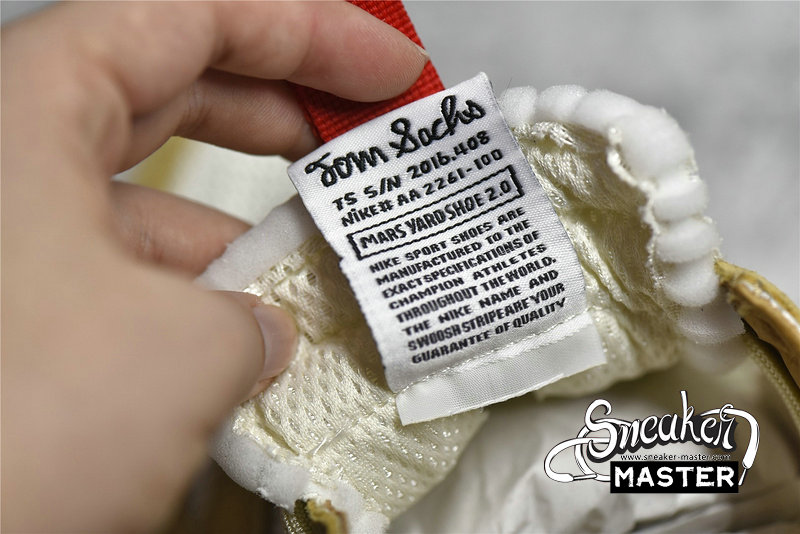 Tom Sachs
TS S/N 2016.408
NIKE# AA2261-100
MARS YARD SHOE 2.0
NIKE SPORT SHOES ARE
MANUFACTURED TO THE
EXACT SPECIFICATIONS OF
CHAMPION ATHLETES
THROUGHOUT THE WORLD.
THE NIKE NAME AND
SWOOSH STRIPE ARE YOUR
GUARANTEE OF QUALITY
Sneaker
www.sneaker-master.com
MASTER